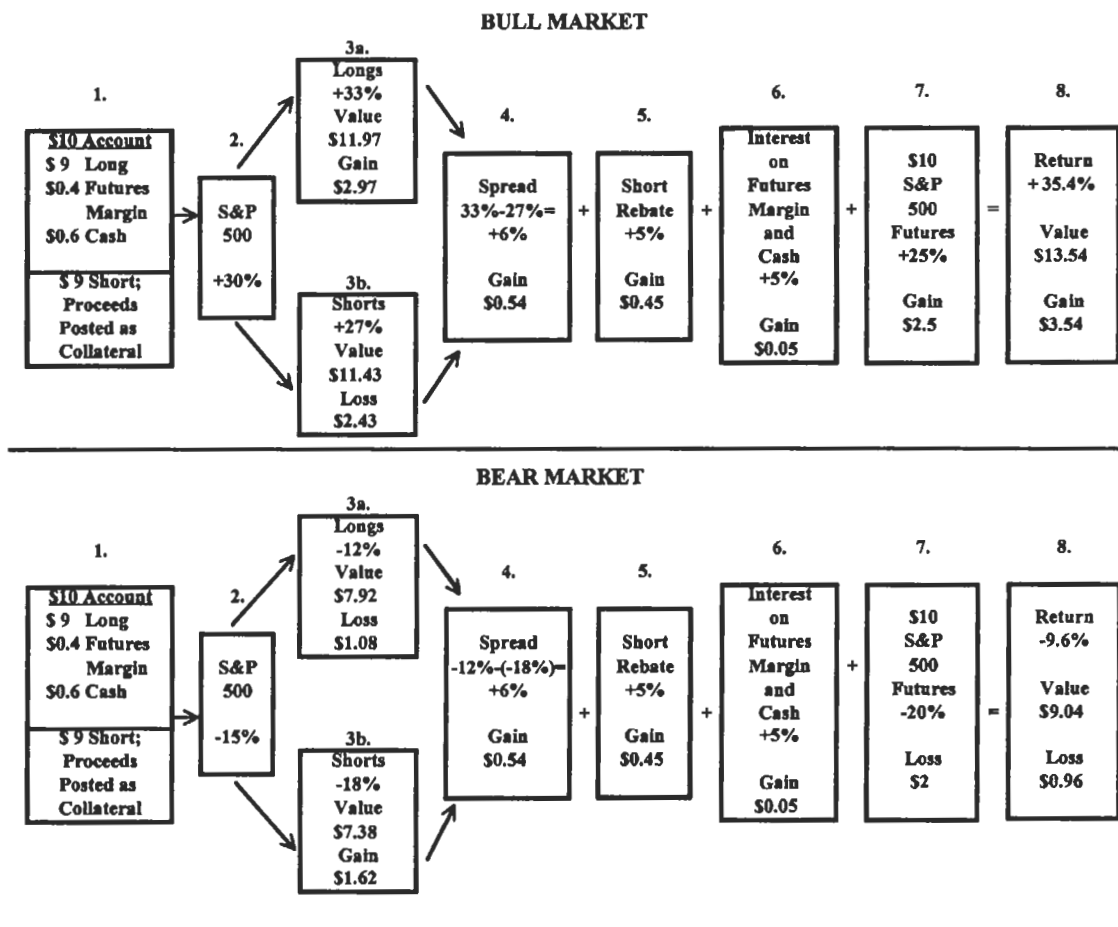 BULL MARKET
1.
$10 Account
$ 9 Long
$0.4 Futures
Margin
$0.6 Cash
$ 9 Short;
Proceeds
Posted as
Collateral
2.
S&P
500
+30%
3a.
Longs
+33%
Value
$11.97
Gain
$2.97
3b.
Shorts
+27%
Value
$11.43
Loss
$2.43
4.
Spread
33%-27%=
+6%
Gain
$0.54
+
5.
Short
Rebate
+5%
Gain
$0.45
+
6.
Interest
on
Futures
Margin
and
Cash
+5%
Gain
$0.05
+
7.
$10
S&P
500
Futures
+25%
Gain
$2.5
=
8.
Return
+35.4%
Value
$13.54
Gain
$3.54
BEAR MARKET
1.
$10 Account
$ 9 Long
$0.4 Futures
Margin
$0.6 Cash
$ 9 Short;
Proceeds
Posted as
Collateral
2.
S&P
500
-15%
3a.
Longs
-12%
Value
$7.92
Loss
$1.08
3b.
Shorts
-18%
Value
$7.38
Gain
$1.62
4.
Spread
-12%-(-18%)=
+6%
Gain
$0.54
+
5.
Short
Rebate
+5%
Gain
$0.45
+
6.
Interest
on
Futures
Margin
and
Cash
+5%
Gain
$0.05
+
7.
$10
S&P
500
Futures
-20%
Loss
$2
=
8.
Return
-9.6%
Value
$9.04
Loss
$0.96